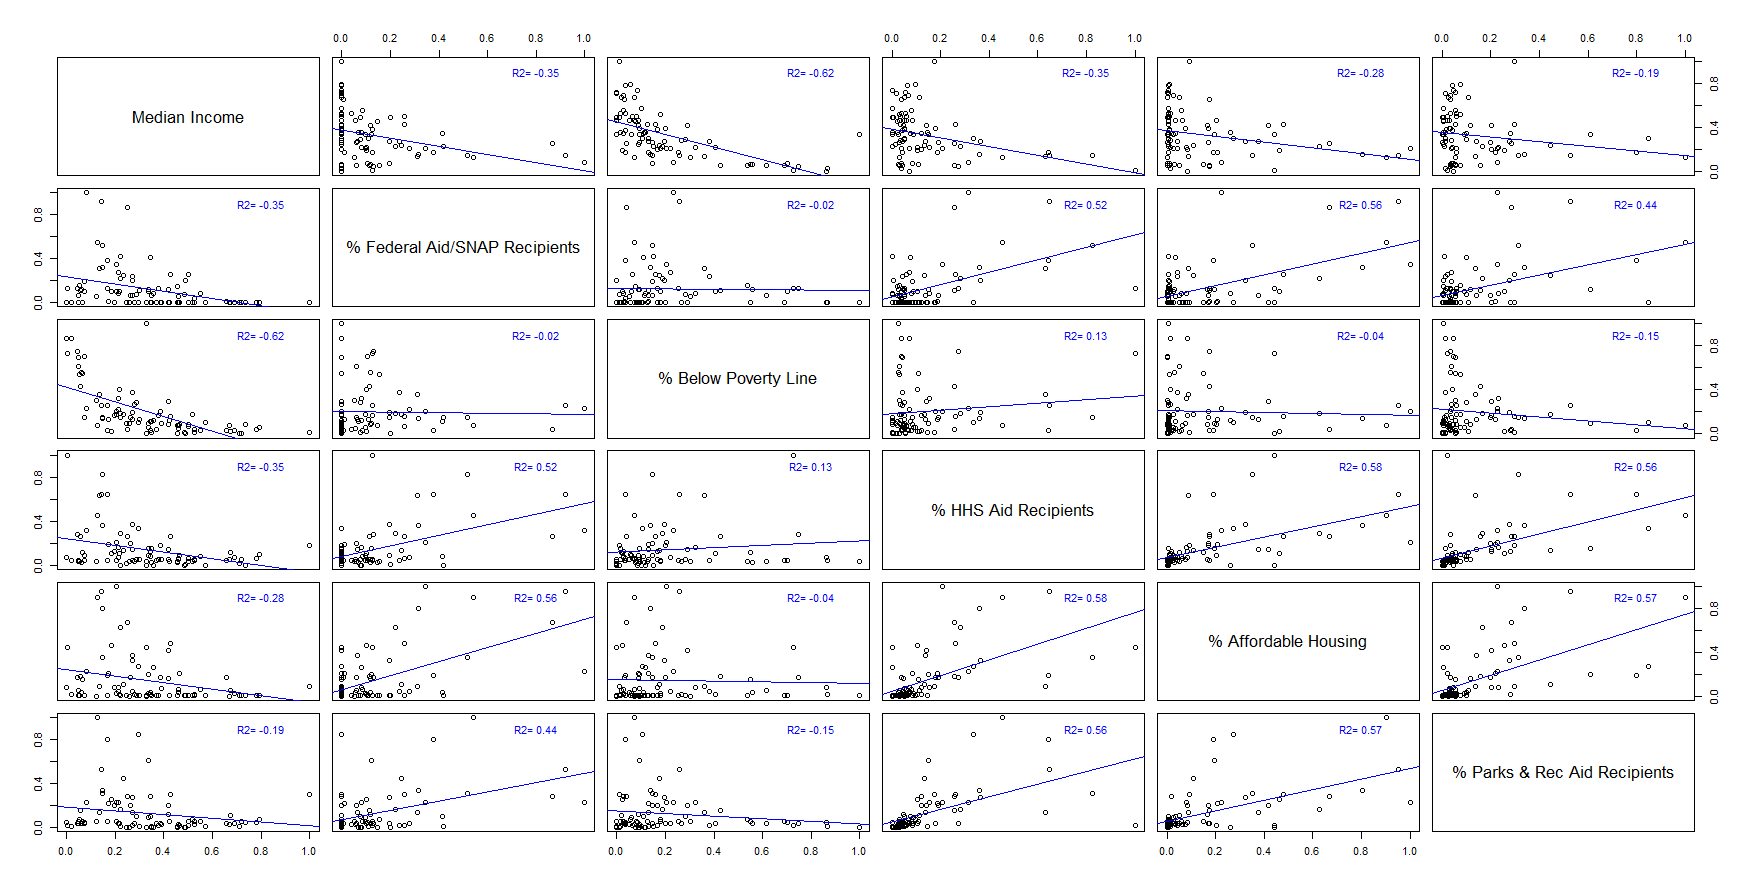 0.0 0.2 0.4 0.6 0.8 1.0 0.0 0.2 0.4 0.6 0.8 1.0 0.0 0.2 0.4 0.6 0.8 1.0
Median Income R2= -0.35 R2= -0.62 R2= -0.35 R2= -0.28 R2= -0.19 0.0 0.4 0.8
0.0 0.4 0.8 R2= -0.35 % Federal Aid/SNAP Recipients R2= -0.02 R2= 0.52 R2= 0.56 R2= 0.44
R2= -0.62 R2= -0.02 % Below Poverty Line R2= 0.13 R2= -0.04 R2= -0.15 0.0 0.4 0.8
0.0 0.4 0.8 R2= -0.35 R2= 0.52 R2= 0.13 % HHS Aid Recipients R2= 0.58 R2= 0.56
R2= -0.28 R2= 0.56 R2= -0.04 R2= 0.58 % Affordable Housing R2= 0.57 0.0 0.4 0.8
0.0 0.4 0.8 R2= -0.19 R2= 0.44 R2= -0.15 R2= 0.56 R2= 0.57 % Parks & Rec Aid Recipients
0.0 0.2 0.4 0.6 0.8 1.0 0.0 0.2 0.4 0.6 0.8 1.0 0.0 0.2 0.4 0.6 0.8 1.0